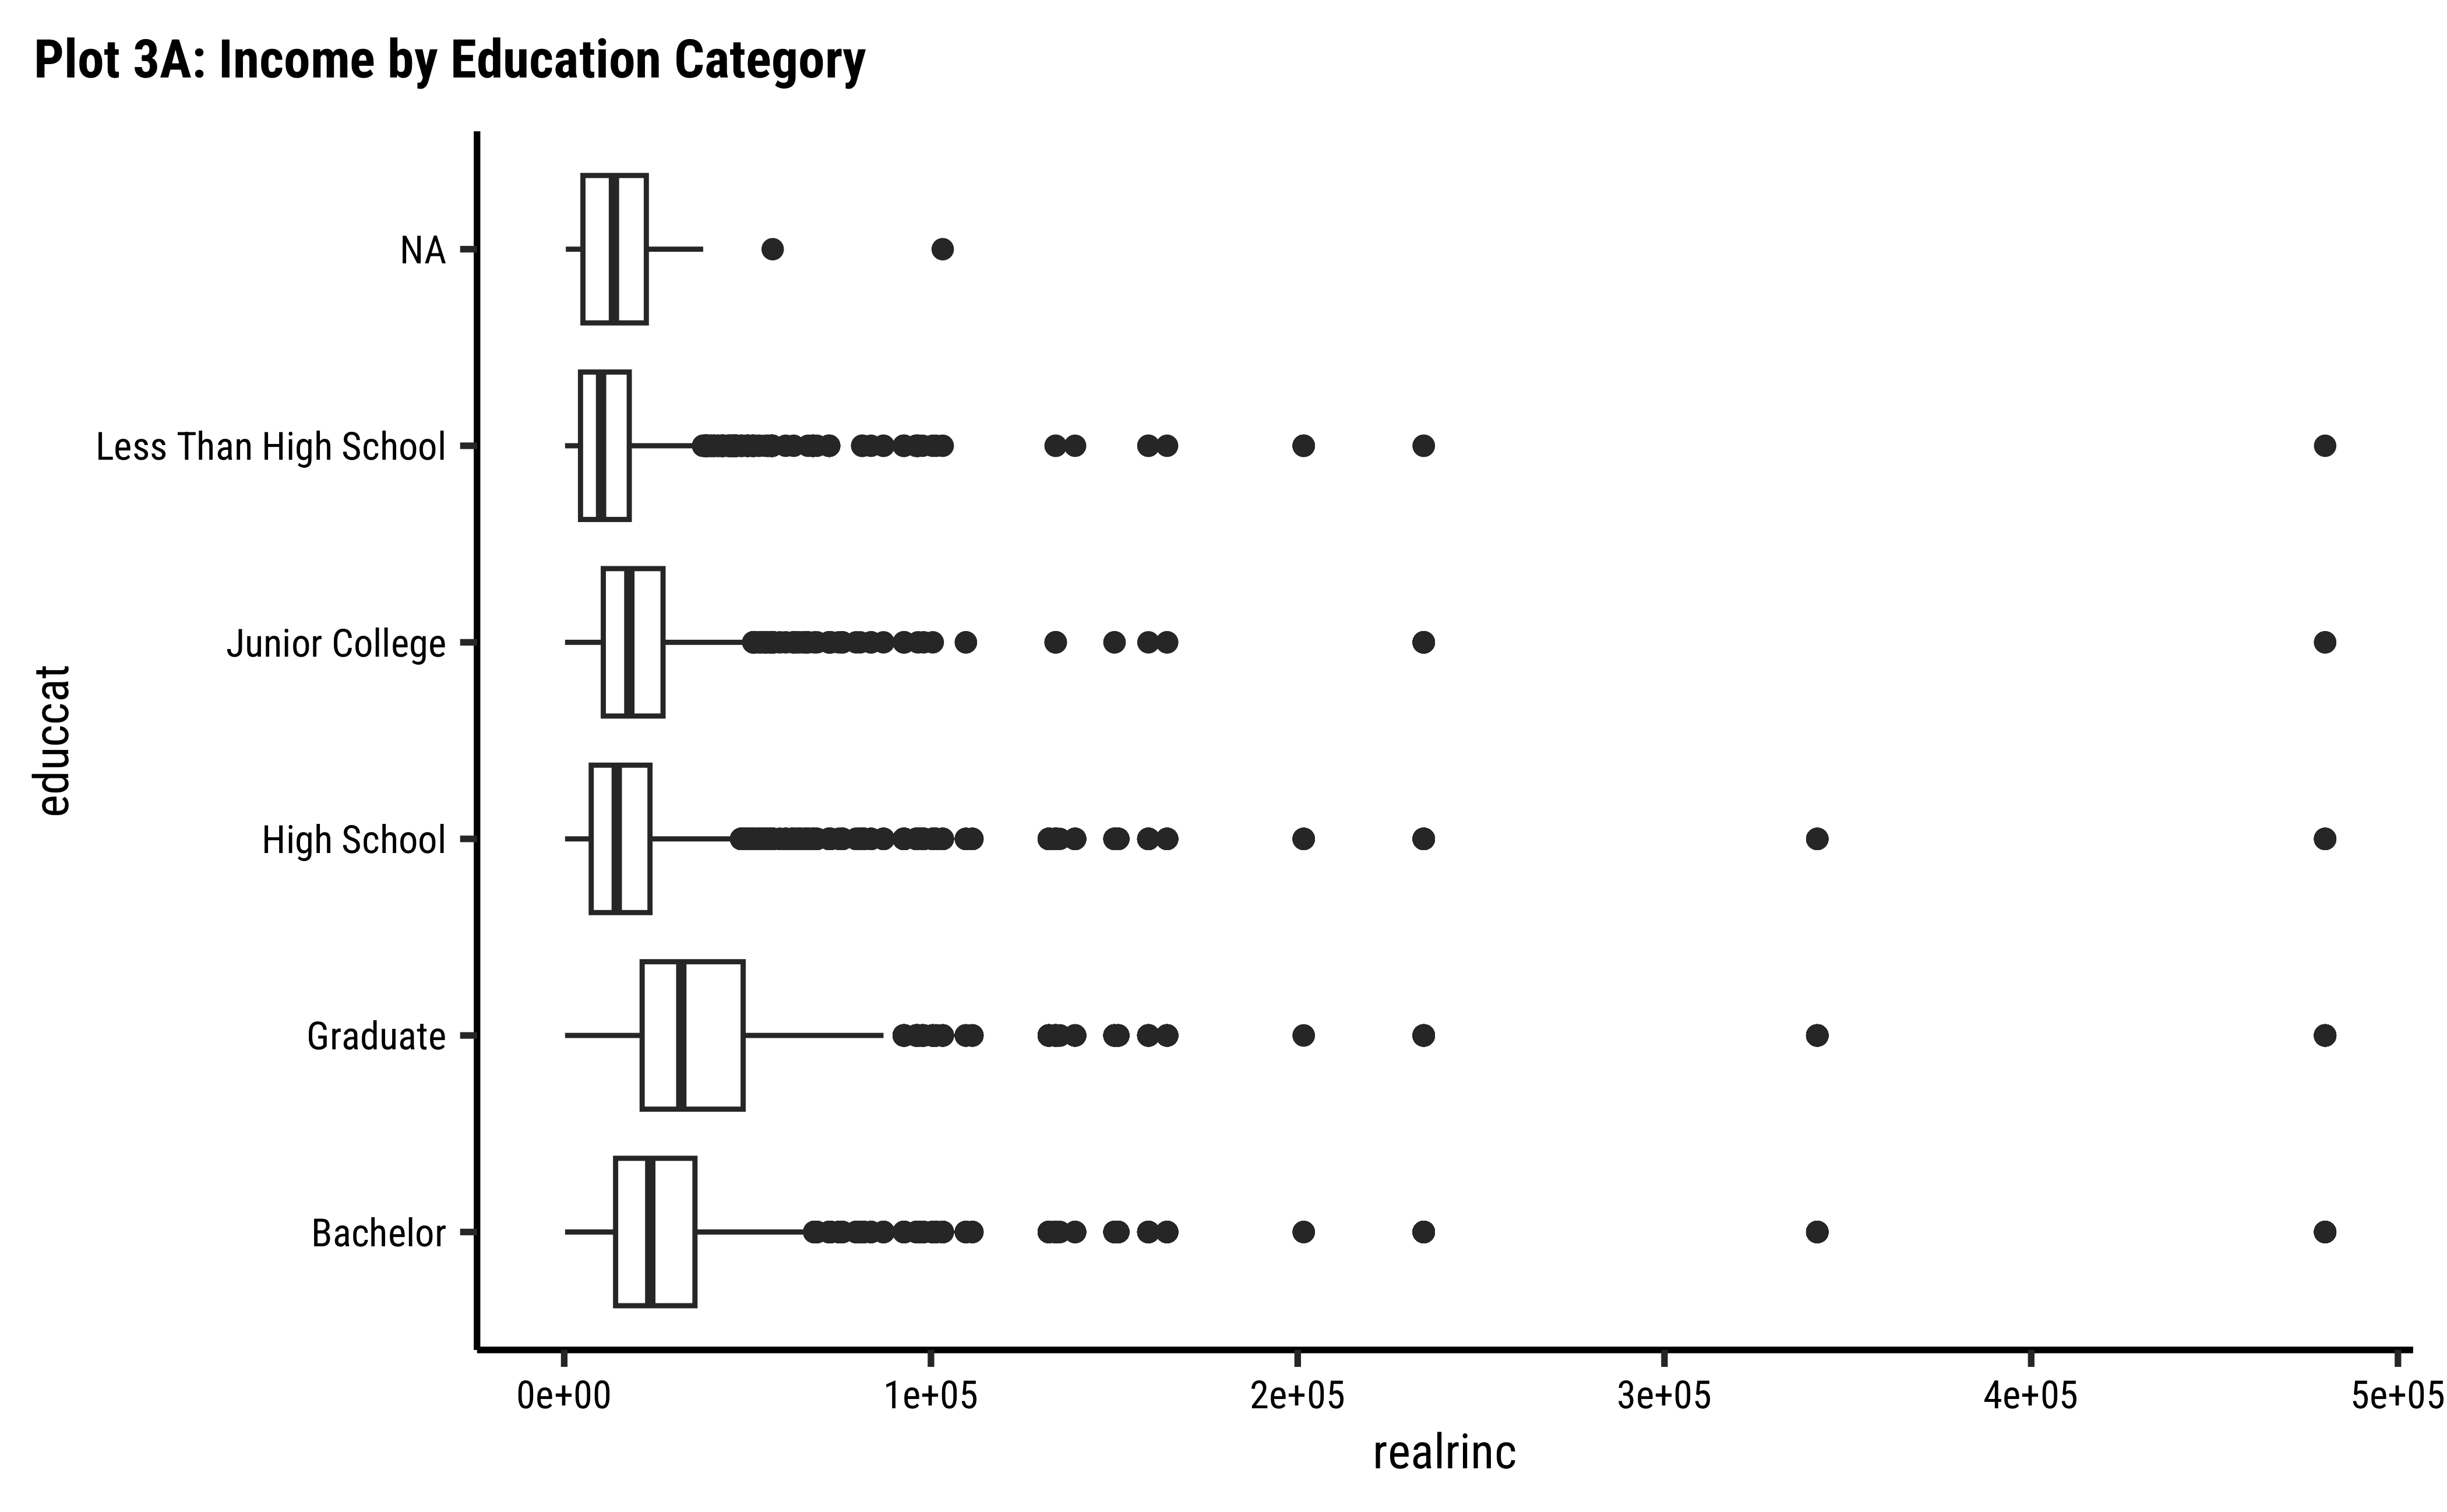 Plot 3A: Income by Education Category
NA
Less Than High School
Junior College
High School
Graduate
Bachelor
educcat
0e+00 1e+05 2e+05 3e+05 4e+05 5e+05
realrinc